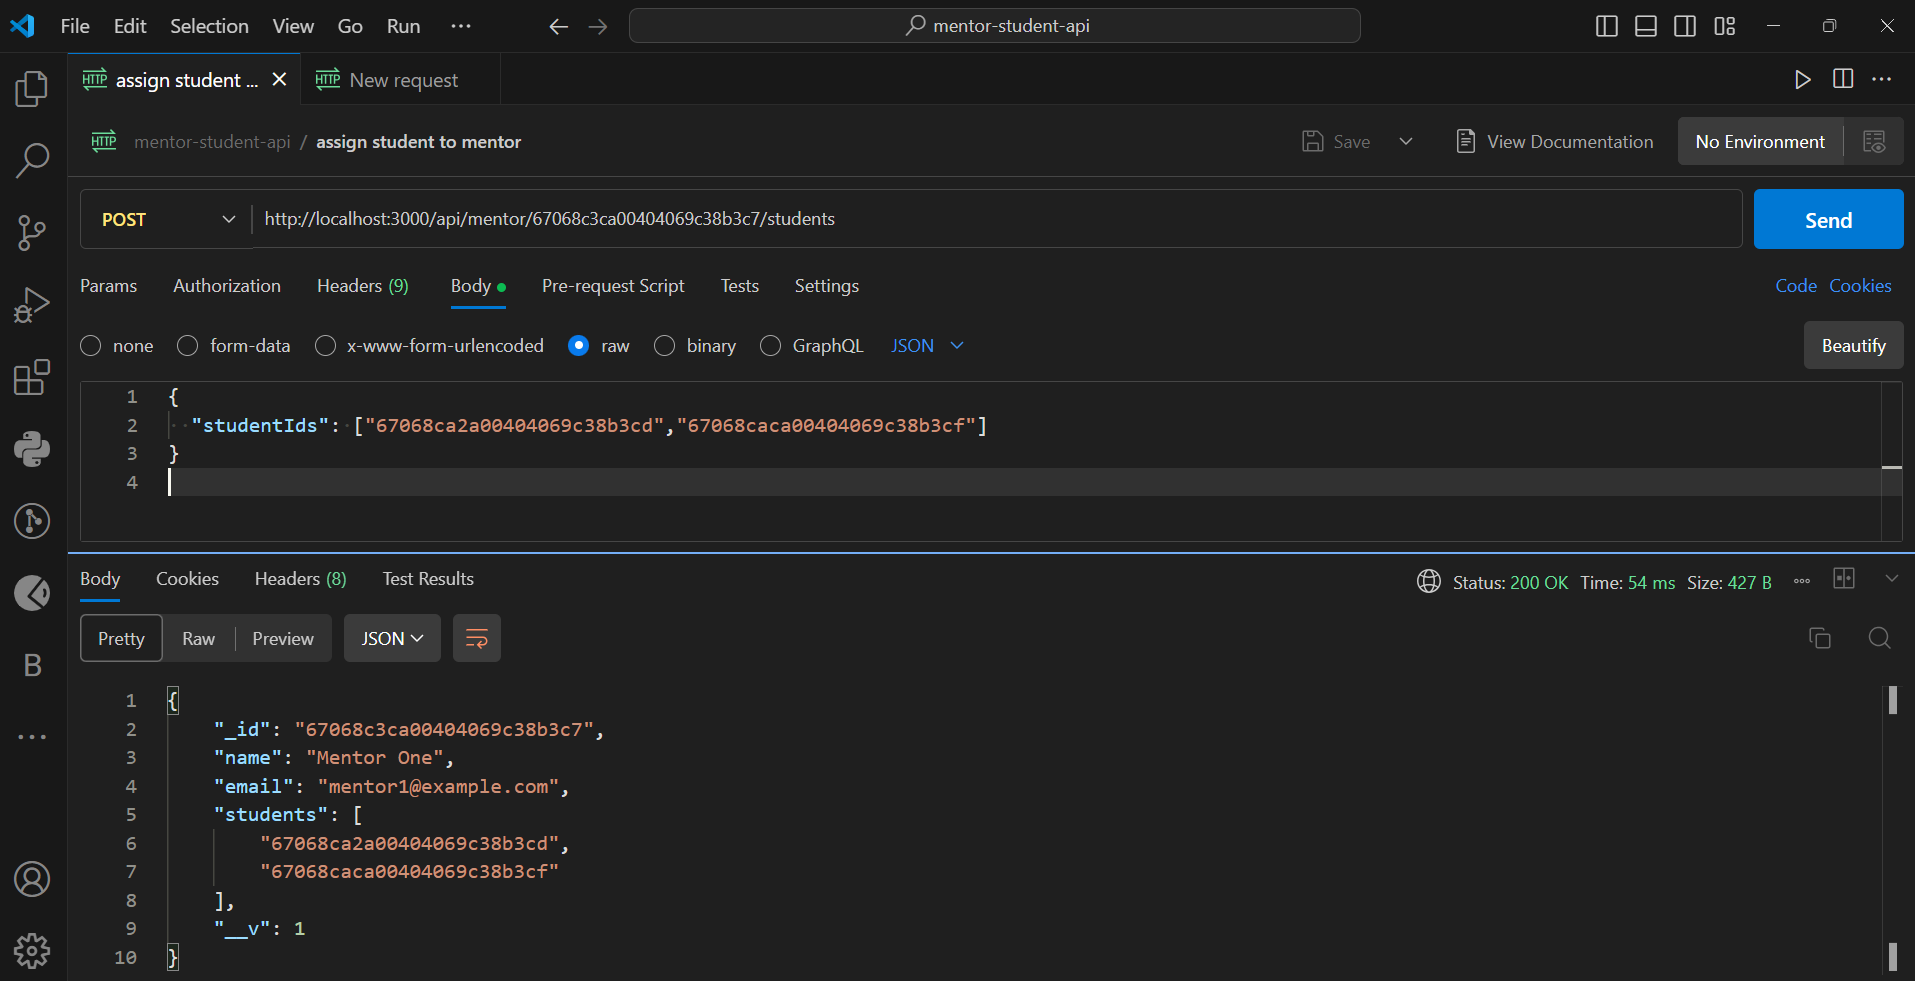 File Edit Selection View Go Run ··· mentor-student-api
HTTP assign student ... HTTP New request
HTTP mentor-student-api / assign student to mentor Save View Documentation No Environment
POST http://localhost:3000/api/mentor/67068c3ca00404069c38b3c7/students Send
Params Authorization Headers (9) Body Pre-request Script Tests Settings Code Cookies
none form-data x-www-form-urlencoded raw binary GraphQL JSON Beautify
1 {
2 "studentIds": ["67068ca2a00404069c38b3cd","67068caca00404069c38b3cf"]
3 }
4
Body Cookies Headers (8) Test Results Status: 200 OK Time: 54 ms Size: 427 B
Pretty Raw Preview JSON
B
1 {
2 "_id": "67068c3ca00404069c38b3c7",
3 "name": "Mentor One",
4 "email": "mentor1@example.com",
5 "students": [
6 "67068ca2a00404069c38b3cd",
7 "67068caca00404069c38b3cf"
8 ],
9 "__v": 1
10 }